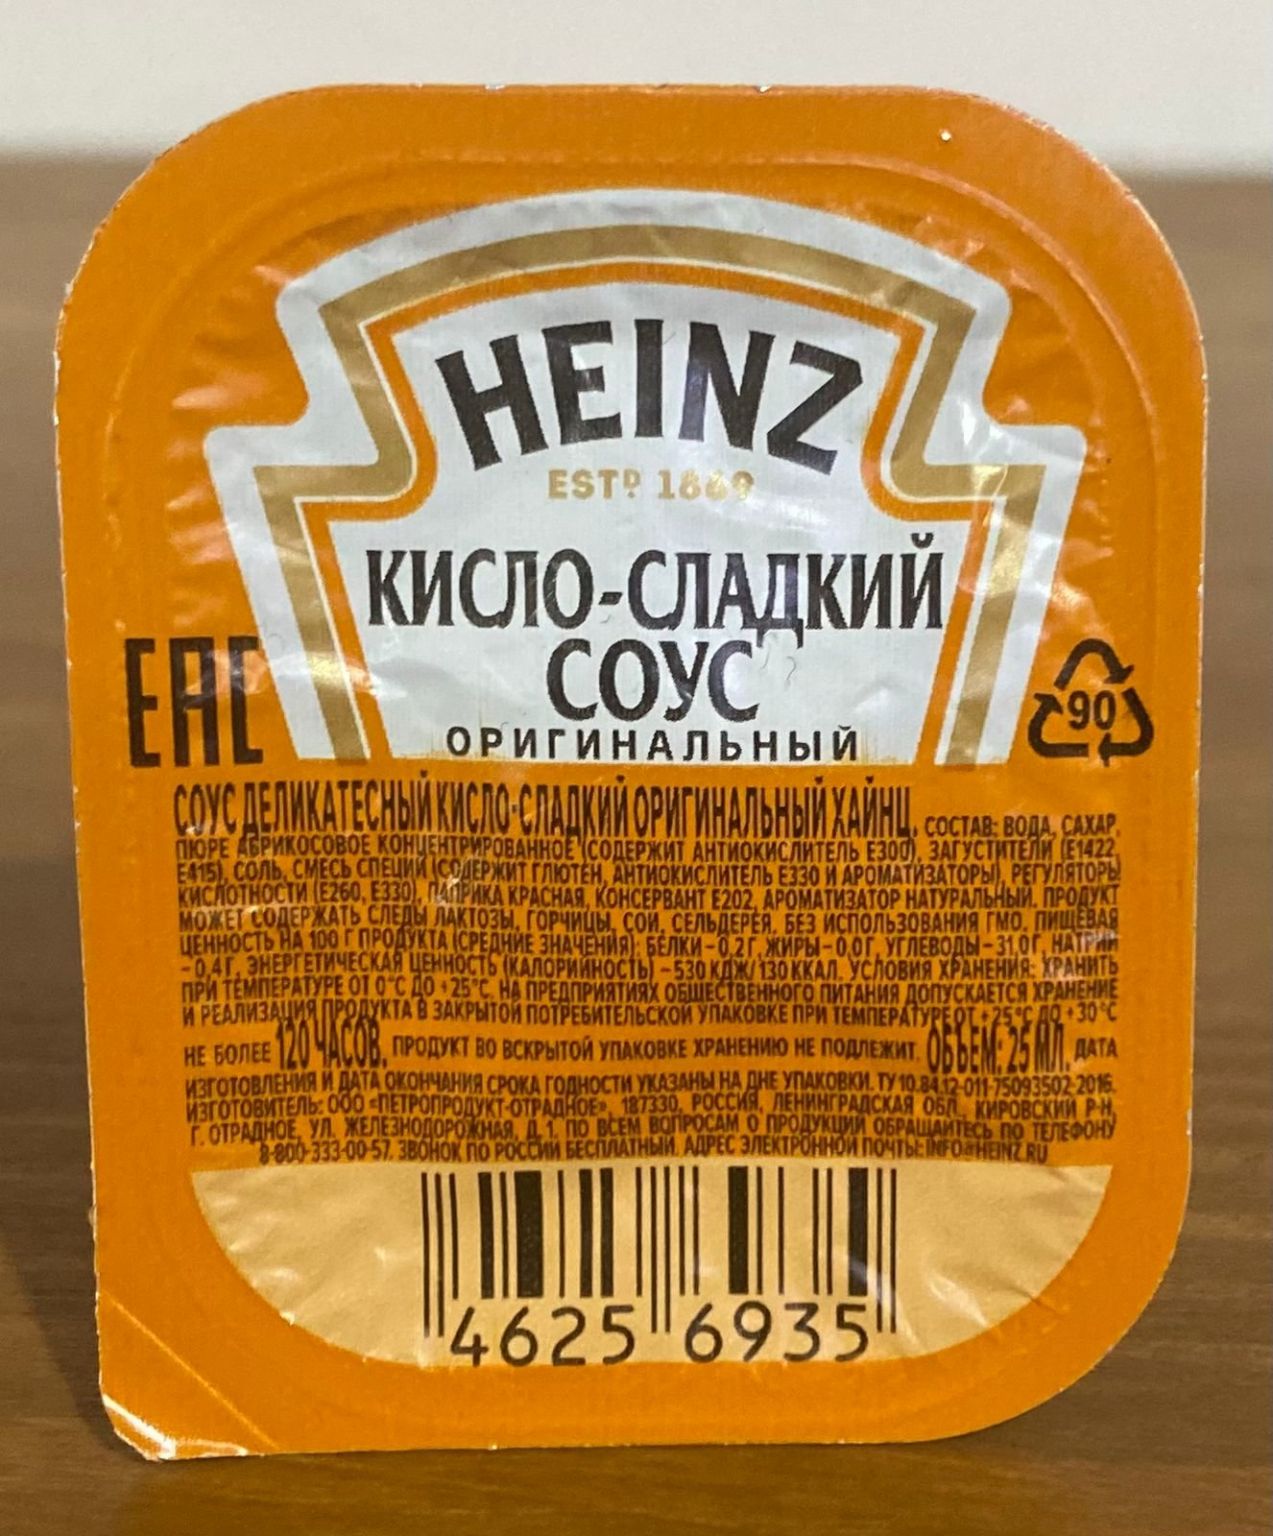 HEINZ
ESTD 1869
КИСЛО-СЛАДКИЙ
СОУС
ОРИГИНАЛЬНЫЙ
EAC
90
СОУС ДЕЛИКАТЕСНЫЙ КИСЛО-СЛАДКИЙ ОРИГИНАЛЬНЫЙ ХАЙНЦ. СОСТАВ: ВОДА, САХАР,
ПЮРЕ АБРИКОСОВОЕ КОНЦЕНТРИРОВАННОЕ (СОДЕРЖИТ АНТИОКИСЛИТЕЛЬ Е300), ЗАГУСТИТЕЛИ (Е1422,
Е415), СОЛЬ, СМЕСЬ СПЕЦИЙ (СОДЕРЖИТ ГЛЮТЕН, АНТИОКИСЛИТЕЛЬ Е330 И АРОМАТИЗАТОРЫ), РЕГУЛЯТОРЫ
КИСЛОТНОСТИ (Е260, Е330), ПАПРИКА КРАСНАЯ, КОНСЕРВАНТ Е202, АРОМАТИЗАТОР НАТУРАЛЬНЫЙ. ПРОДУКТ
МОЖЕТ СОДЕРЖАТЬ СЛЕДЫ ЛАКТОЗЫ, ГОРЧИЦЫ, СОИ, СЕЛЬДЕРЕЯ. БЕЗ ИСПОЛЬЗОВАНИЯ ГМО. ПИЩЕВАЯ
ЦЕННОСТЬ НА 100 Г ПРОДУКТА (СРЕДНИЕ ЗНАЧЕНИЯ): БЕЛКИ – 0,2 Г, ЖИРЫ – 0,0 Г, УГЛЕВОДЫ – 31,0 Г, НАТРИЙ
– 0,4 Г, ЭНЕРГЕТИЧЕСКАЯ ЦЕННОСТЬ (КАЛОРИЙНОСТЬ) – 530 КДЖ/130 ККАЛ. УСЛОВИЯ ХРАНЕНИЯ: ХРАНИТЬ
ПРИ ТЕМПЕРАТУРЕ ОТ 0°С ДО +25°С. НА ПРЕДПРИЯТИЯХ ОБЩЕСТВЕННОГО ПИТАНИЯ ДОПУСКАЕТСЯ ХРАНЕНИЕ
И РЕАЛИЗАЦИЯ ПРОДУКТА В ЗАКРЫТОЙ ПОТРЕБИТЕЛЬСКОЙ УПАКОВКЕ ПРИ ТЕМПЕРАТУРЕ ОТ +25°С ДО +30°С
НЕ БОЛЕЕ 120 ЧАСОВ. ПРОДУКТ ВО ВСКРЫТОЙ УПАКОВКЕ ХРАНЕНИЮ НЕ ПОДЛЕЖИТ. ОБЪЕМ: 25 МЛ. ДАТА
ИЗГОТОВЛЕНИЯ И ДАТА ОКОНЧАНИЯ СРОКА ГОДНОСТИ УКАЗАНЫ НА ДНЕ УПАКОВКИ. ТУ 10.84.12-011-75093502-2016.
ИЗГОТОВИТЕЛЬ: ООО «ПЕТРОПРОДУКТ-ОТРАДНОЕ», 187330, РОССИЯ, ЛЕНИНГРАДСКАЯ ОБЛ., КИРОВСКИЙ Р-Н,
Г. ОТРАДНОЕ, УЛ. ЖЕЛЕЗНОДОРОЖНАЯ, Д. 1. ПО ВСЕМ ВОПРОСАМ О ПРОДУКЦИИ ОБРАЩАЙТЕСЬ ПО ТЕЛЕФОНУ
8-800-333-00-57. ЗВОНОК ПО РОССИИ БЕСПЛАТНЫЙ. АДРЕС ЭЛЕКТРОННОЙ ПОЧТЫ: INFO@HEINZ.RU
4625 6935